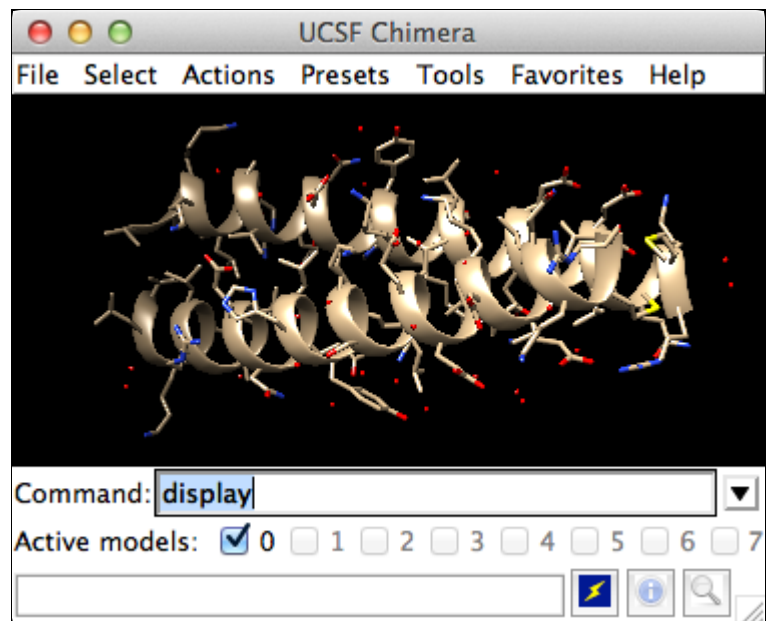 UCSF Chimera
File Select Actions Presets Tools Favorites Help
Command: display
Active models: 0 1 2 3 4 5 6 7